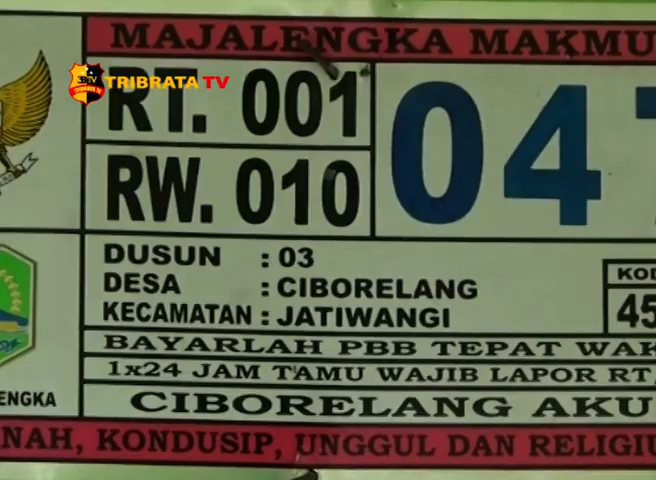 MAJALENGKA MAKMU
TRIBRATA TV
RT. 001
04
RW. 010
DUSUN : 03
DESA : CIBORELANG
KECAMATAN : JATIWANGI
KOD
45
BAYARLAH PBB TEPAT WAK
1x24 JAM TAMU WAJIB LAPOR RT,
ENGKA
CIBORELANG AKU
NAH, KONDUSIP, UNGGUL DAN RELIGIU